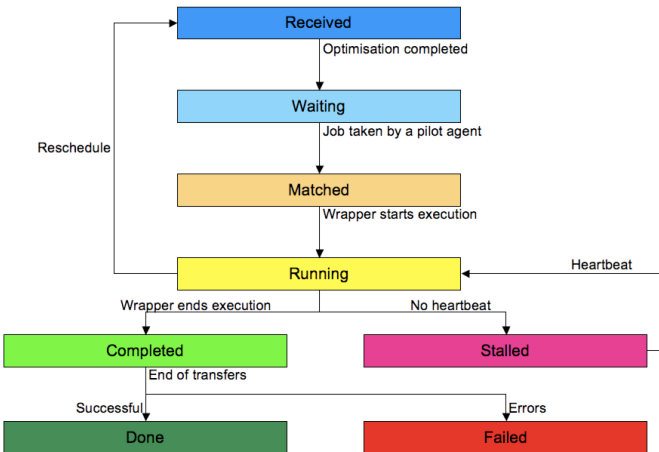 Received
Optimisation completed
Waiting
Job taken by a pilot agent
Reschedule
Matched
Wrapper starts execution
Running
Heartbeat
Wrapper ends execution
No heartbeat
Completed
Stalled
End of transfers
Successful
Errors
Done
Failed